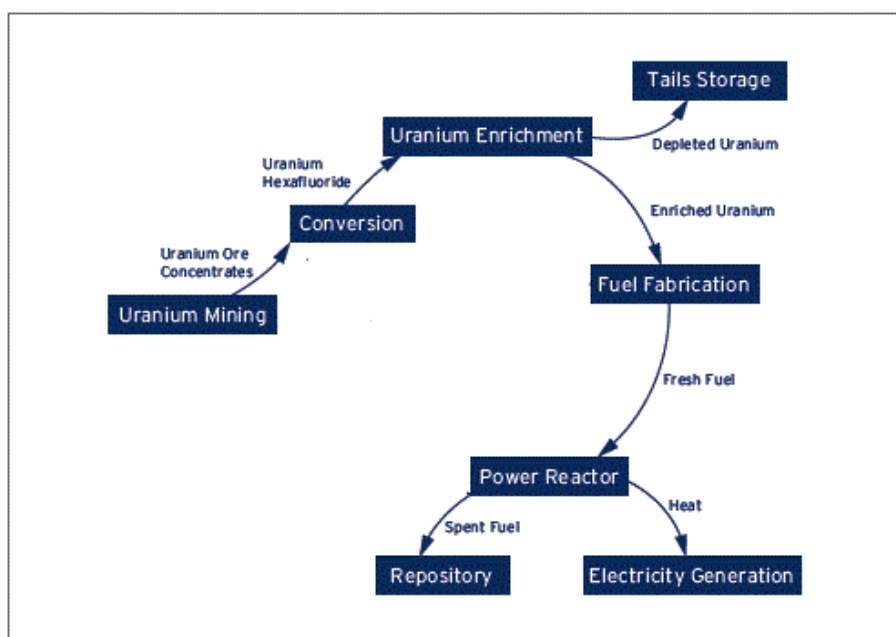 Tails Storage
Uranium Enrichment
Depleted Uranium
Uranium
Hexafluoride
Conversion
Enriched Uranium
Uranium Ore
Concentrates
Fuel Fabrication
Uranium Mining
Fresh Fuel
Power Reactor
Heat
Spent Fuel
Repository
Electricity Generation